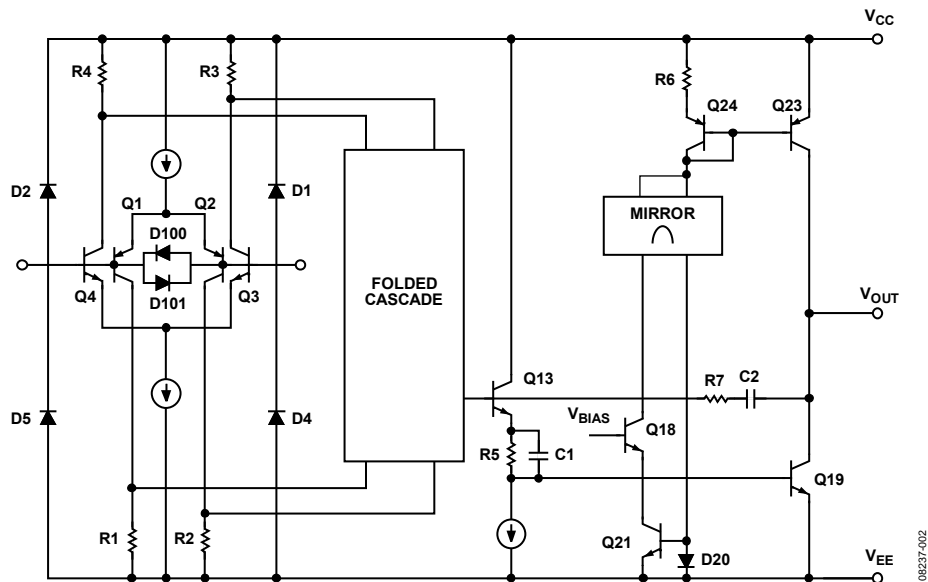 VCC
R4
R3
R6
Q24
Q23
D2
D1
Q1
Q2
MIRROR
D100
D101
Q4
Q3
FOLDED
CASCADE
VOUT
Q13
R7
C2
D5
D4
VBIAS
Q18
R5
C1
Q19
R1
R2
Q21
D20
VEE
08237-002